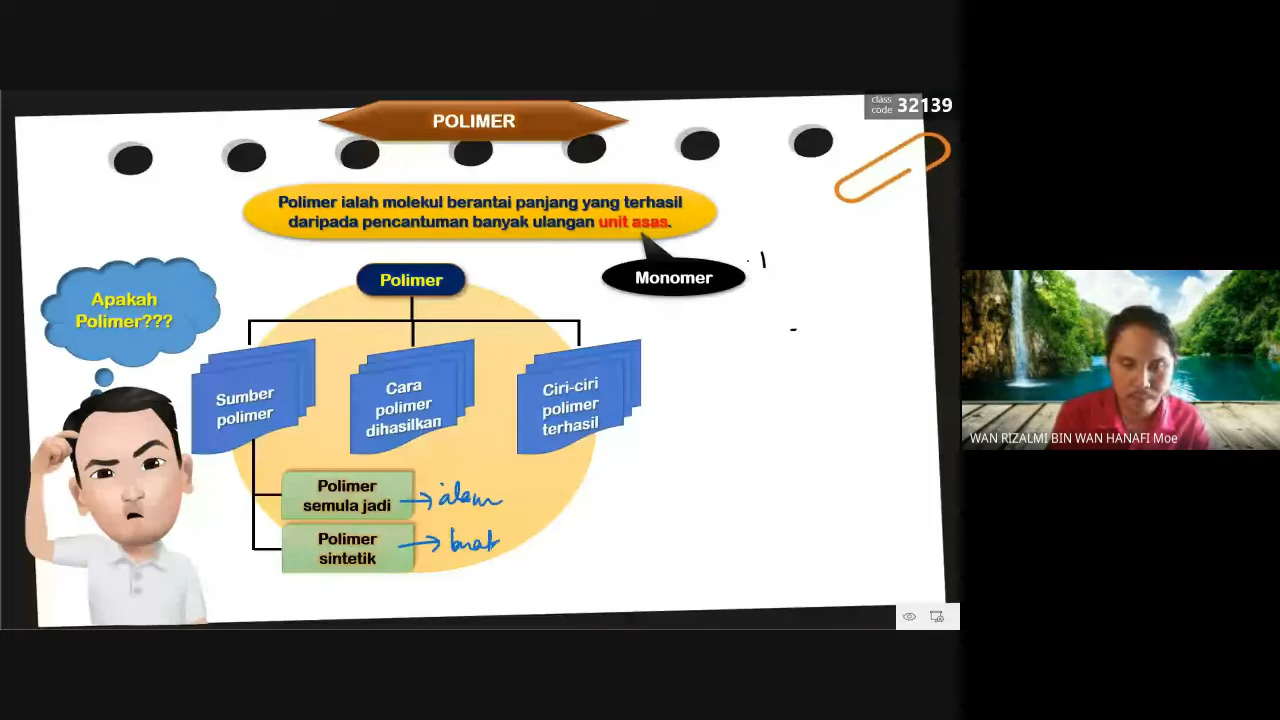 class
code 32139
POLIMER
Polimer ialah molekul berantai panjang yang terhasil
daripada pencantuman banyak ulangan unit asas.
Monomer
Polimer
Apakah
Polimer???
Sumber
polimer
Cara
polimer
dihasilkan
Ciri-ciri
polimer
terhasil
Polimer
semula jadi
alam
Polimer
sintetik
buat
WAN RIZALMI BIN WAN HANAFI Moe